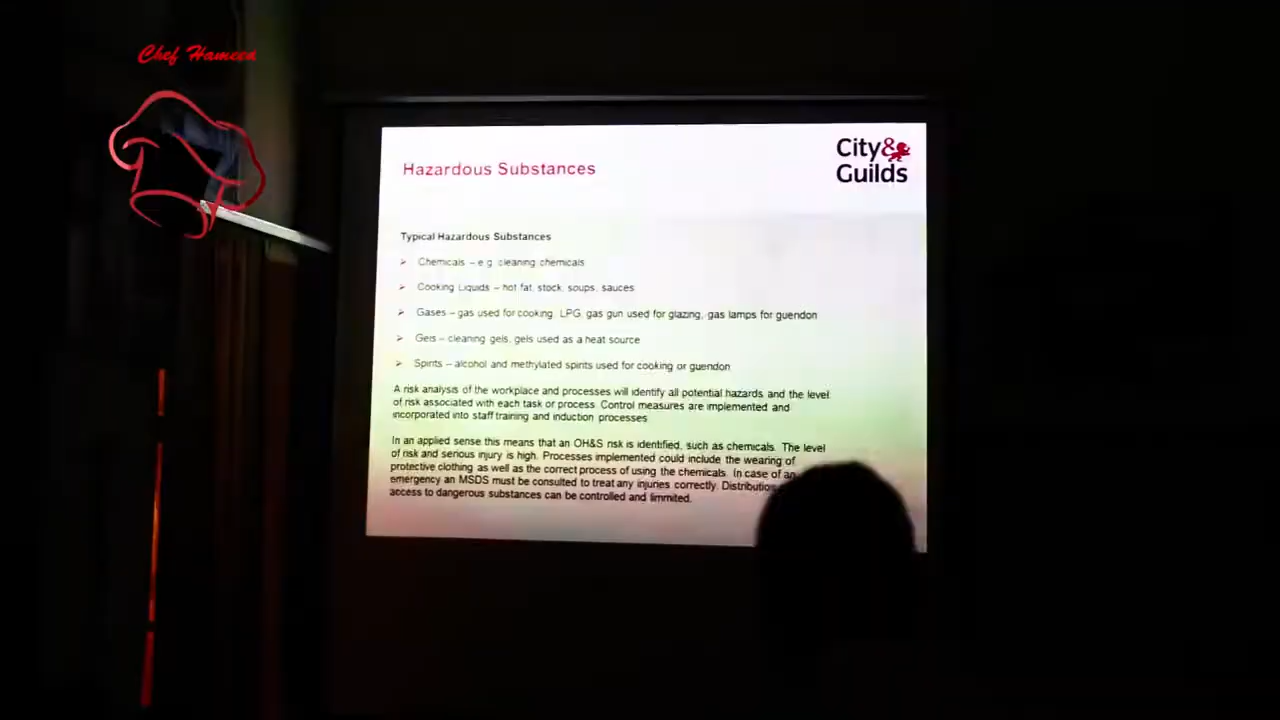 Chef Hameed
City&
Guilds
Hazardous Substances
Typical Hazardous Substances
Chemicals – e.g. cleaning chemicals
Cooking Liquids – hot fat, stock, soups, sauces
Gases – gas used for cooking, LPG, gas gun used for glazing, gas lamps for guendon
Gels – cleaning gels, gels used as a heat source
Spirits – alcohol and methylated spirits used for cooking or guendon
A risk analysis of the workplace and processes will identify all potential hazards and the level
of risk associated with each task or process. Control measures are implemented and
incorporated into staff training and induction processes
In an applied sense this means that an OH&S risk is identified, such as chemicals. The level
of risk and serious injury is high. Processes implemented could include the wearing of
protective clothing as well as the correct process of using the chemicals. In case of an
emergency an MSDS must be consulted to treat any injuries correctly. Distribution
access to dangerous substances can be controlled and limmited.